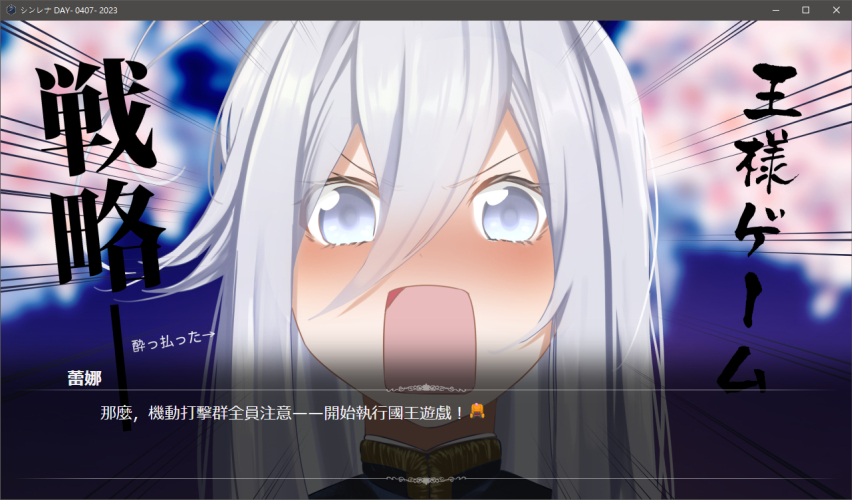 シンレナ DAY- 0407- 2023
戦略ー
王様ゲーム
酔っ払った→
蕾娜
那麼，機動打擊群全員注意——開始執行國王遊戲！